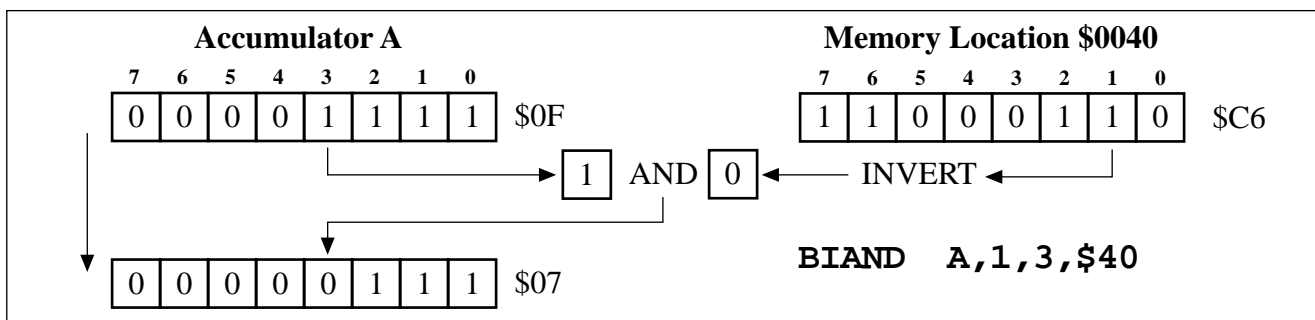 Accumulator A Memory Location $0040
7 6 5 4 3 2 1 0 7 6 5 4 3 2 1 0
0 0 0 0 1 1 1 1 $0F 1 1 0 0 0 1 1 0 $C6
1 AND 0 INVERT
BIAND A,1,3,$40
0 0 0 0 0 1 1 1 $07